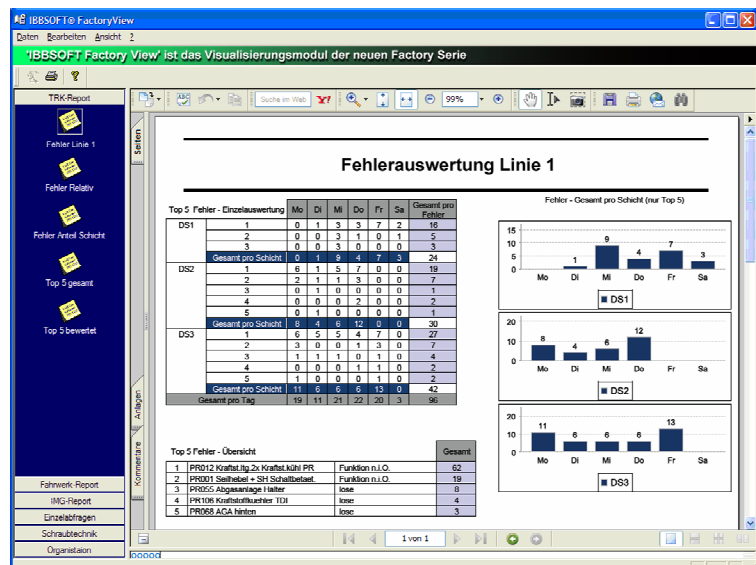 IBBSOFT® FactoryView
Daten Bearbeiten Ansicht ?
'IBBSOFT Factory View' ist das Visualisierungsmodul der neuen Factory Serie
TRK-Report
Fehler Linie 1
Fehler Relativ
Fehler Anteil Schicht
Top 5 gesamt
Top 5 bewertet
Fahrwerk-Report
IMG-Report
Einzelabfragen
Schraubtechnik
Organistaion
Suche im Web
99%
Seiten
Anlagen
Kommentare
Fehlerauswertung Linie 1
Top 5 Fehler - Einzelauswertung Mo Di Mi Do Fr Sa Gesamt pro Fehler
DS1 1 0 1 3 3 7 2 16
2 0 0 3 1 0 1 5
3 0 0 3 0 0 0 3
Gesamt pro Schicht 0 1 9 4 7 3 24
DS2 1 6 1 5 7 0 0 19
2 2 1 1 3 0 0 7
3 0 1 0 0 0 0 1
4 0 0 0 2 0 0 2
5 0 1 0 0 0 0 1
Gesamt pro Schicht 8 4 6 12 0 0 30
DS3 1 6 5 5 4 7 0 27
2 3 0 0 1 3 0 7
3 1 1 1 0 1 0 4
4 0 0 0 1 1 0 2
5 1 0 0 0 1 0 2
Gesamt pro Schicht 11 6 6 6 13 0 42
Gesamt pro Tag 19 11 21 22 20 3 96
Fehler - Gesamt pro Schicht (nur Top 5)
15
10
5
0
1 9 4 7 3
Mo Di Mi Do Fr Sa
DS1
20
10
0
8 4 6 12
Mo Di Mi Do Fr Sa
DS2
20
10
0
11 6 6 6 13
Mo Di Mi Do Fr Sa
DS3
Top 5 Fehler - Übersicht Gesamt
1 PR012 Kraftst.ltg.2x Kraftst.kühl PR Funktion n.i.O. 62
2 PR001 Seilhebel + SH Schaltbetaet. Funktion n.i.O. 19
3 PR055 Abgasanlage Halter lose 8
4 PR106 Kraftstoffkuehler TDI lose 4
5 PR068 AGA hinten lose 3
1 von 1
ooooo